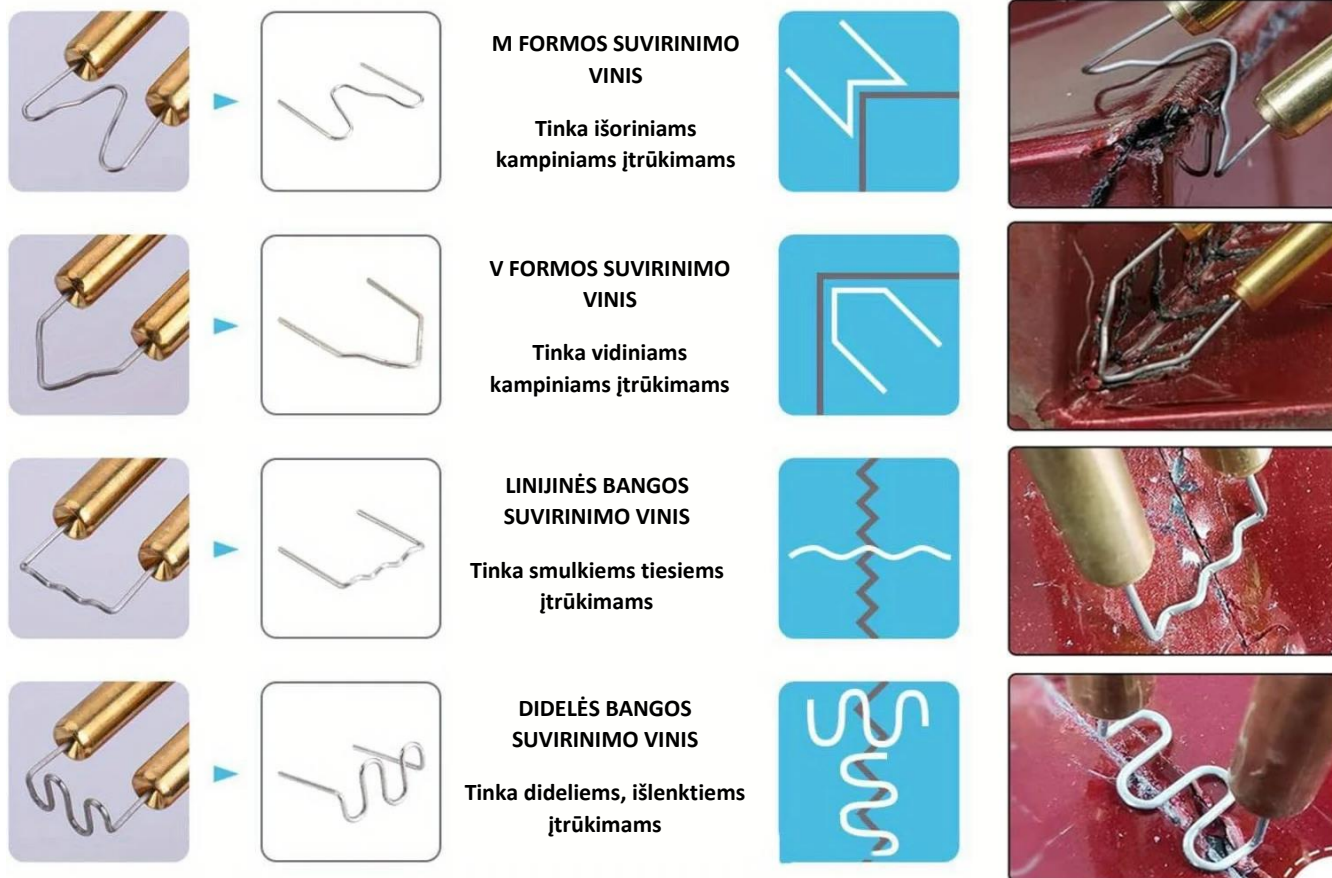 M FORMOS SUVIRINIMO
VINIS
Tinka išoriniams
kampiniams įtrūkimams
V FORMOS SUVIRINIMO
VINIS
Tinka vidiniams
kampiniams įtrūkimams
LINIJINĖS BANGOS
SUVIRINIMO VINIS
Tinka smulkiems tiesiems
įtrūkimams
DIDELĖS BANGOS
SUVIRINIMO VINIS
Tinka dideliems, išlenktiems
įtrūkimams